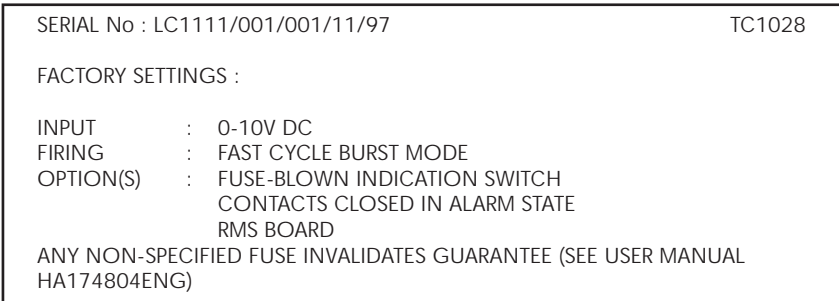 SERIAL No : LC1111/001/001/11/97 TC1028
FACTORY SETTINGS :
INPUT : 0-10V DC
FIRING : FAST CYCLE BURST MODE
OPTION(S) : FUSE-BLOWN INDICATION SWITCH
CONTACTS CLOSED IN ALARM STATE
RMS BOARD
ANY NON-SPECIFIED FUSE INVALIDATES GUARANTEE (SEE USER MANUAL
HA174804ENG)